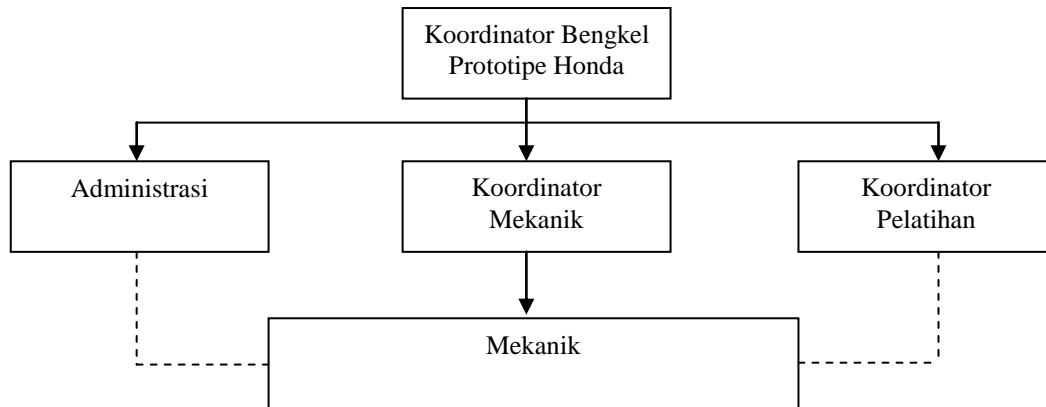 Koordinator Bengkel
Prototipe Honda
Administrasi
Koordinator
Mekanik
Koordinator
Pelatihan
Mekanik